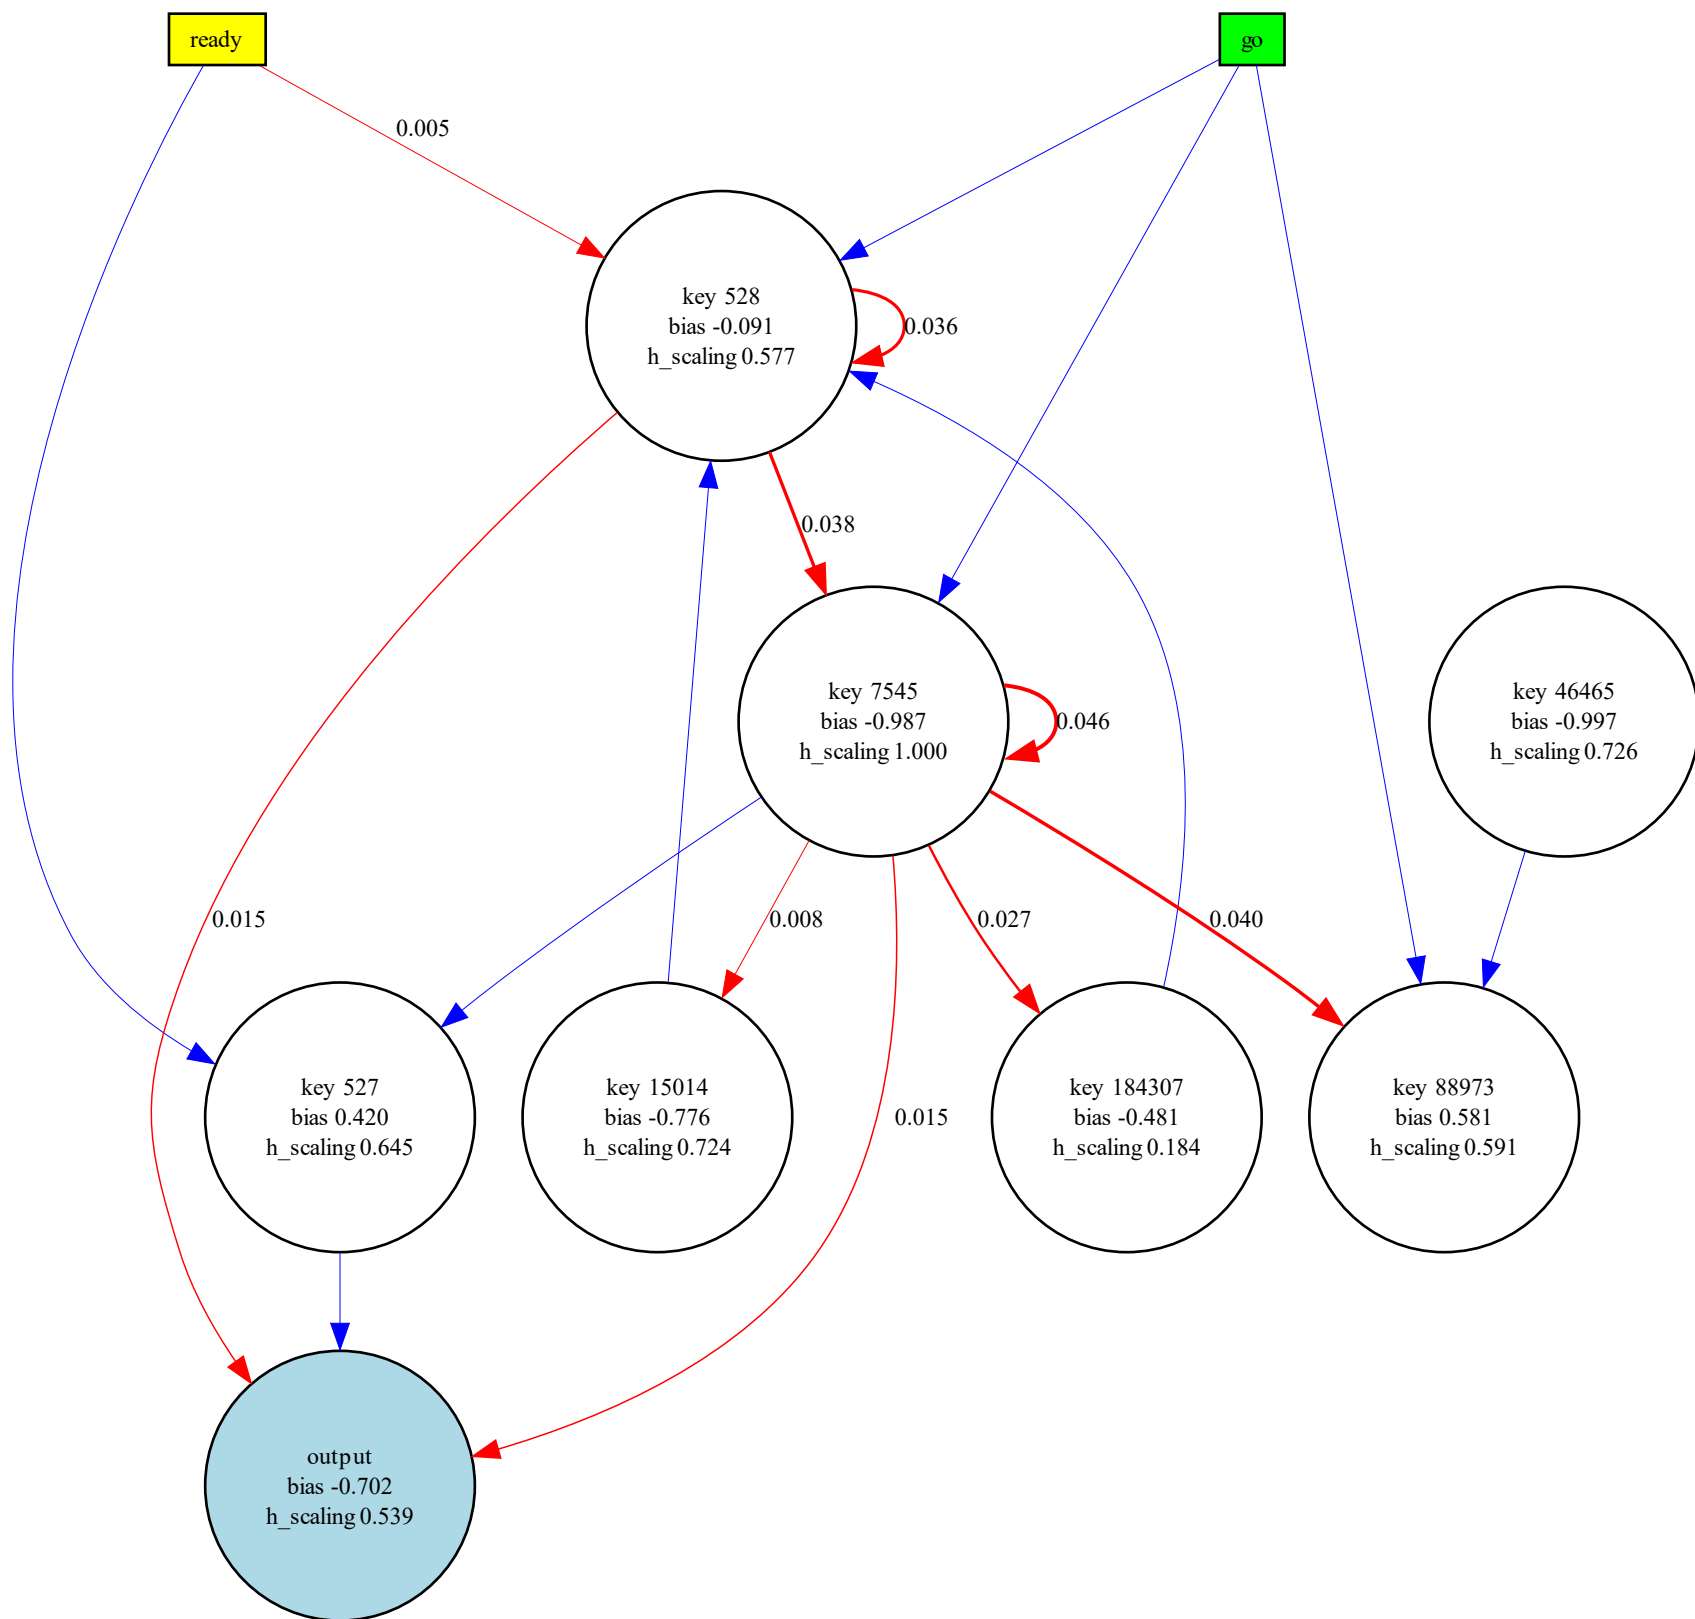 ready
go
0.005
key 528
bias -0.091
h_scaling 0.577
0.036
0.038
key 7545
bias -0.987
h_scaling 1.000
0.046
key 46465
bias -0.997
h_scaling 0.726
0.015
0.008
0.027
0.040
key 527
bias 0.420
h_scaling 0.645
key 15014
bias -0.776
h_scaling 0.724
0.015
key 184307
bias -0.481
h_scaling 0.184
key 88973
bias 0.581
h_scaling 0.591
output
bias -0.702
h_scaling 0.539